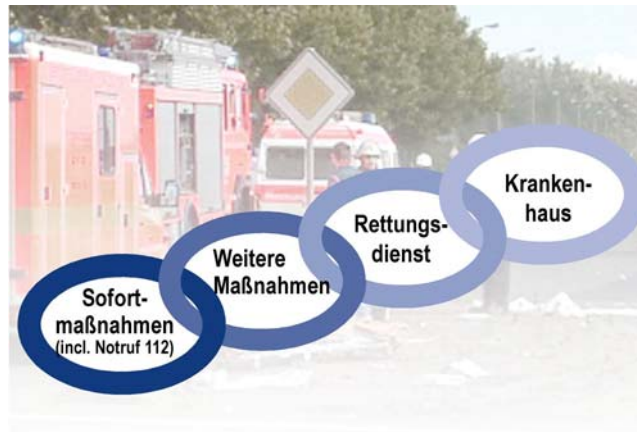 Sofort-
maßnahmen
(incl. Notruf 112)
Weitere
Maßnahmen
Rettungs-
dienst
Kranken-
haus